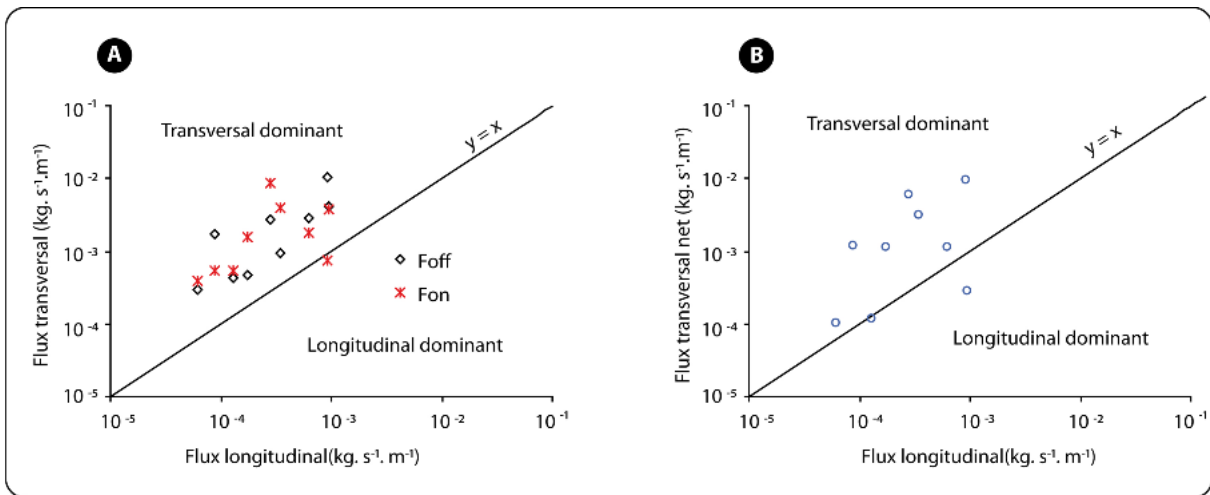 A
Flux transversal (kg. s⁻¹.m⁻¹)
10⁻¹
10⁻²
10⁻³
10⁻⁴
10⁻⁵
Transversal dominant
y = x
Foff
Fon
Longitudinal dominant
10⁻⁵ 10⁻⁴ 10⁻³ 10⁻² 10⁻¹
Flux longitudinal(kg. s⁻¹. m⁻¹)
B
Flux transversal net (kg. s⁻¹.m⁻¹)
10⁻¹
10⁻²
10⁻³
10⁻⁴
10⁻⁵
Transversal dominant
y = x
Longitudinal dominant
10⁻⁵ 10⁻⁴ 10⁻³ 10⁻² 10⁻¹
Flux longitudinal(kg. s⁻¹. m⁻¹)